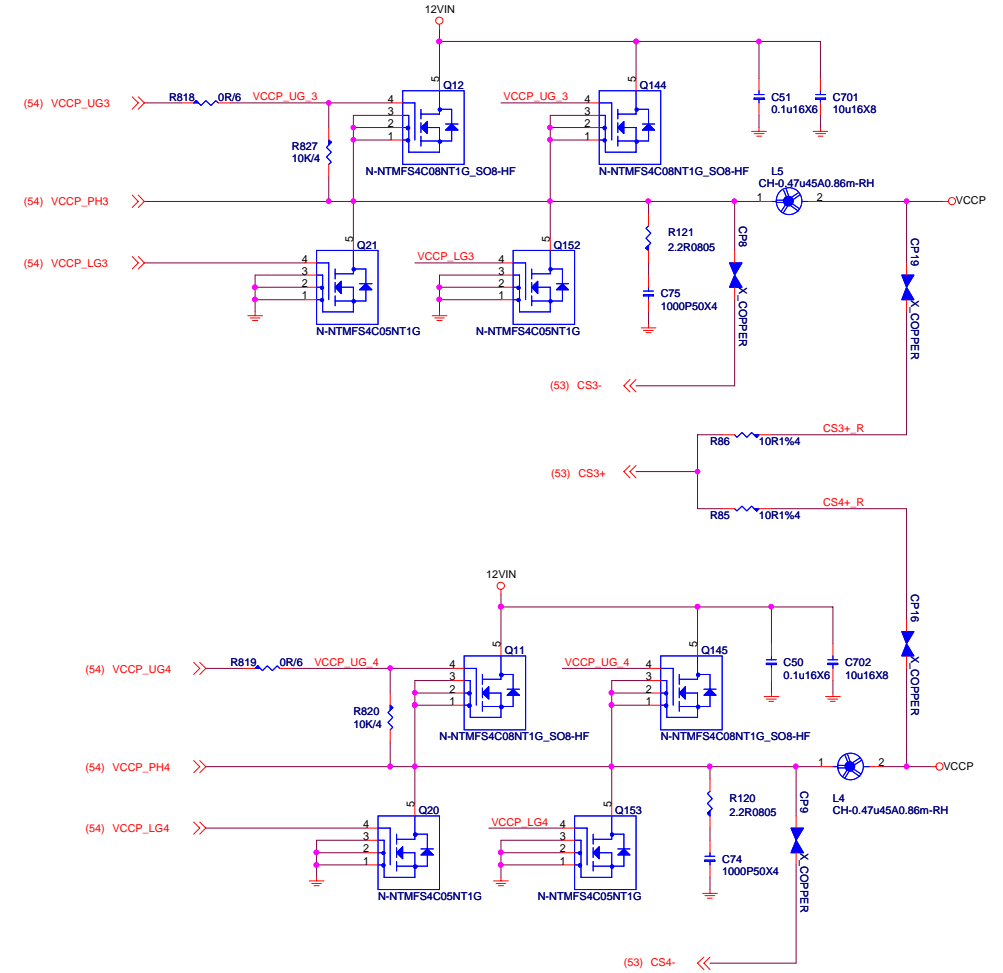 12VIN
5
Q12
Q144
(54) VCCP_UG3
R818
0R/6
VCCP_UG_3
4
3
2
1
VCCP_UG_3
4
3
2
1
5
C51
0.1u16X6
C701
10u16X8
R827
10K/4
N-NTMFS4C08NT1G_SO8-HF
N-NTMFS4C08NT1G_SO8-HF
L5
CH-0.47u45A0.86m-RH
(54) VCCP_PH3
1
2
VCCP
5
Q21
5
Q152
R121
2.2R0805
CP8
CP19
(54) VCCP_LG3
4
3
2
1
VCCP_LG3
4
3
2
1
C75
1000P50X4
X_COPPER
X_COPPER
N-NTMFS4C05NT1G
N-NTMFS4C05NT1G
(53) CS3-
R86
10R1%4
CS3+_R
(53) CS3+
CS4+_R
R85
10R1%4
12VIN
CP16
X_COPPER
5
Q11
5
Q145
(54) VCCP_UG4
R819
0R/6
VCCP_UG_4
4
3
2
1
VCCP_UG_4
4
3
2
1
C50
0.1u16X6
C702
10u16X8
R820
10K/4
N-NTMFS4C08NT1G_SO8-HF
N-NTMFS4C08NT1G_SO8-HF
(54) VCCP_PH4
1
2
VCCP
L4
CH-0.47u45A0.86m-RH
5
Q20
5
Q153
R120
2.2R0805
CP9
(54) VCCP_LG4
4
3
2
1
VCCP_LG4
4
3
2
1
C74
1000P50X4
X_COPPER
N-NTMFS4C05NT1G
N-NTMFS4C05NT1G
(53) CS4-